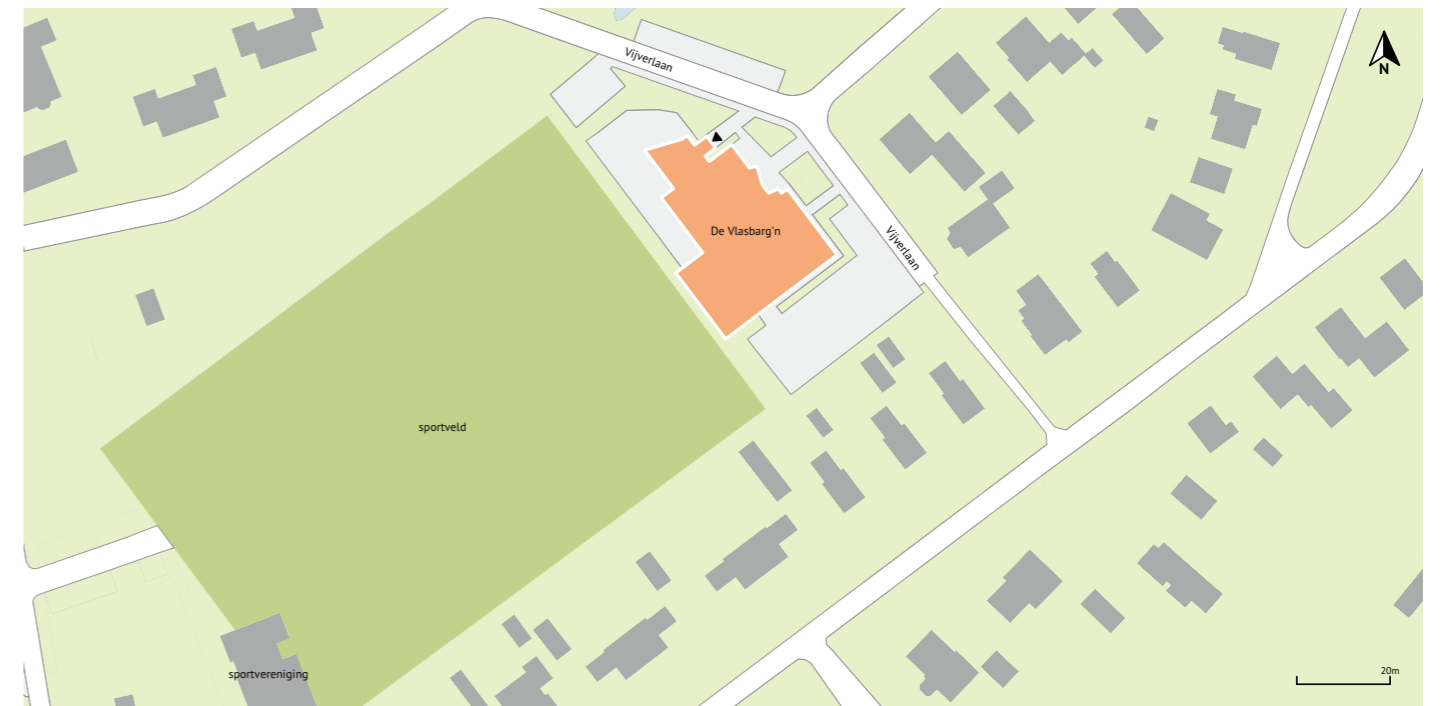 Vijverlaan
N
De Vlasbarg'n
Vijverlaan
sportveld
sportvereniging
20m